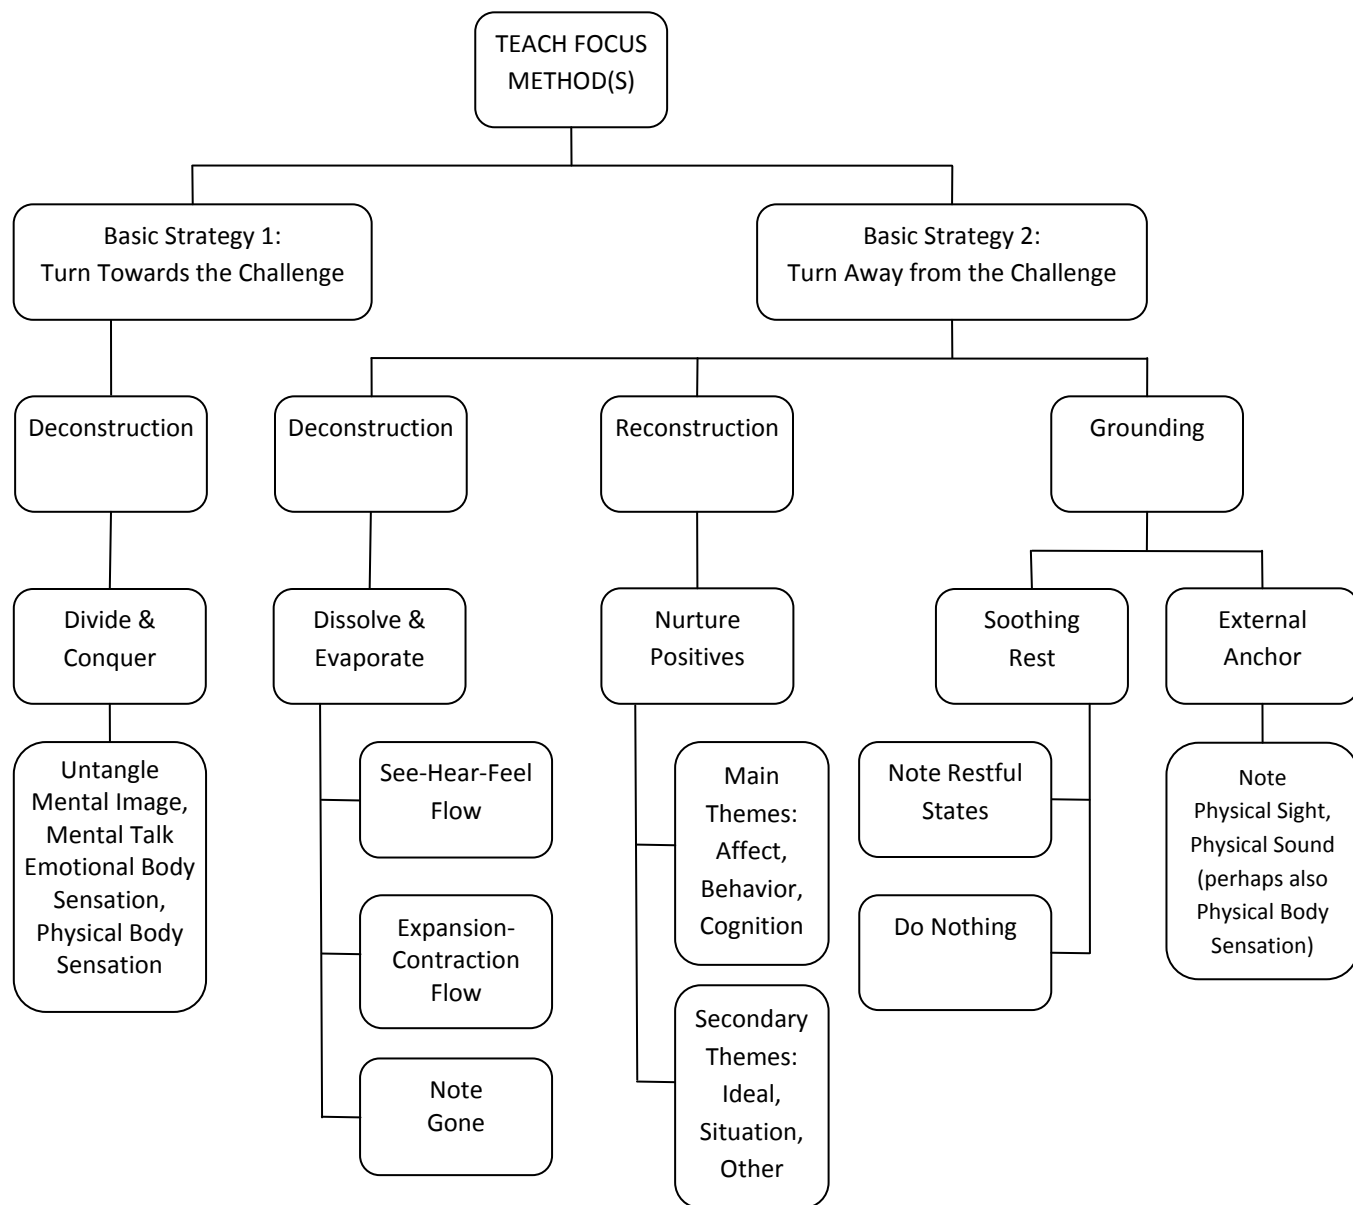 TEACH FOCUS
METHOD(S)
Basic Strategy 1:
Turn Towards the Challenge
Basic Strategy 2:
Turn Away from the Challenge
Deconstruction
Deconstruction
Reconstruction
Grounding
Divide &
Conquer
Dissolve &
Evaporate
Nurture
Positives
Soothing
Rest
External
Anchor
Untangle
Mental Image,
Mental Talk
Emotional Body
Sensation,
Physical Body
Sensation
See-Hear-Feel
Flow
Expansion-
Contraction
Flow
Note
Gone
Main
Themes:
Affect,
Behavior,
Cognition
Secondary
Themes:
Ideal,
Situation,
Other
Note Restful
States
Do Nothing
Note
Physical Sight,
Physical Sound
(perhaps also
Physical Body
Sensation)